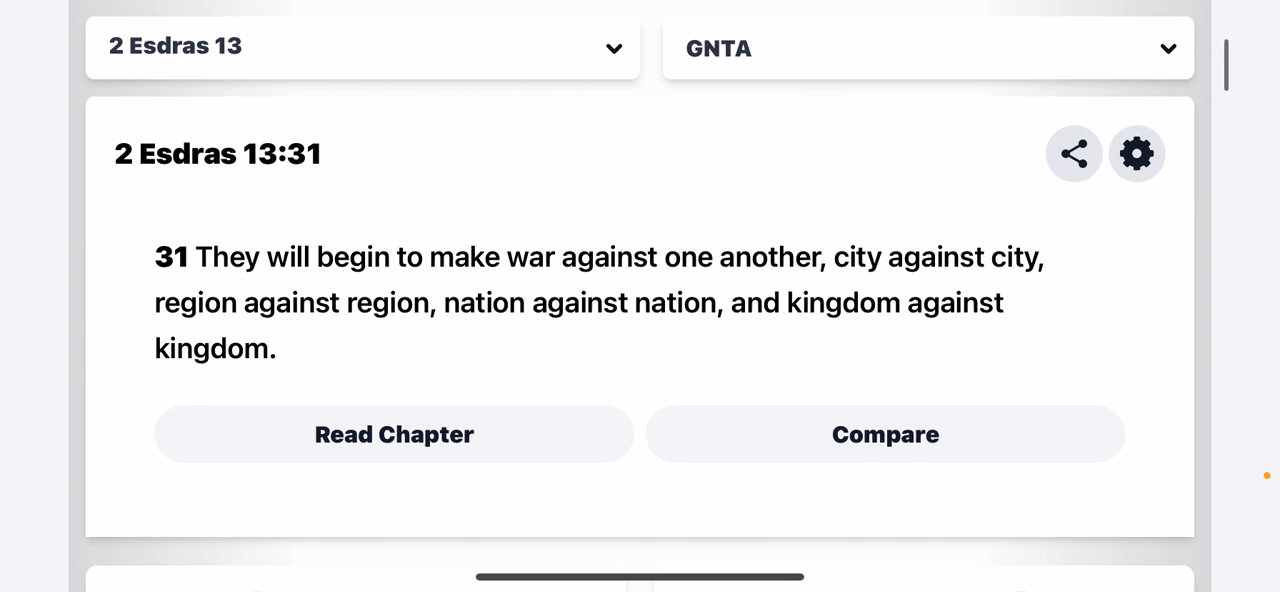 2 Esdras 13
GNTA
2 Esdras 13:31
31 They will begin to make war against one another, city against city,
region against region, nation against nation, and kingdom against
kingdom.
Read Chapter
Compare